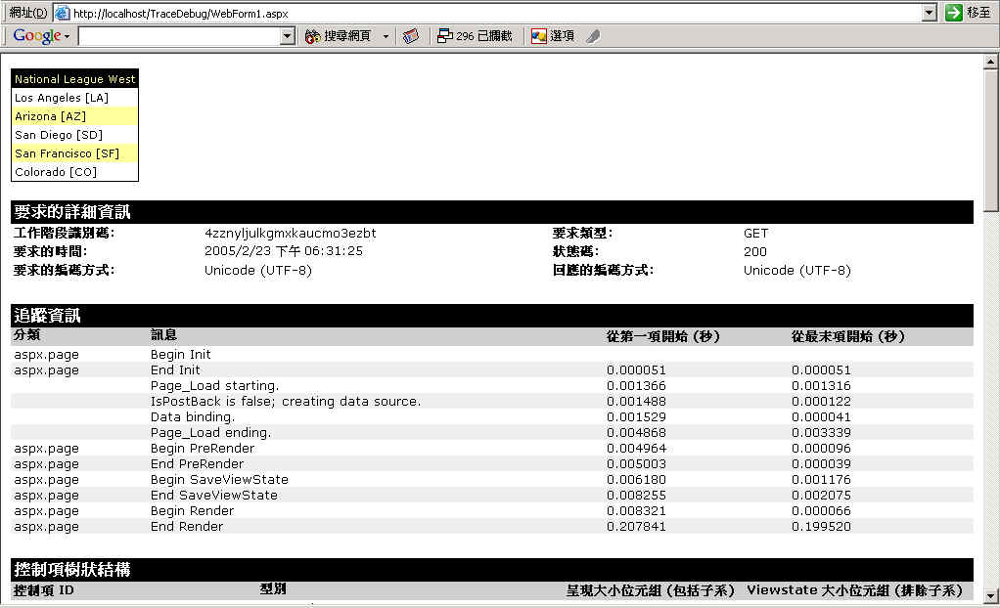 網址(D) http://localhost/TraceDebug/WebForm1.aspx 移至
Google 搜尋網頁 296 已攔截 選項
National League West
Los Angeles [LA]
Arizona [AZ]
San Diego [SD]
San Francisco [SF]
Colorado [CO]
要求的詳細資訊
工作階段識別碼: 4zznyljulkgmxkaucmo3ezbt 要求類型: GET
要求的時間: 2005/2/23 下午 06:31:25 狀態碼: 200
要求的編碼方式: Unicode (UTF-8) 回應的編碼方式: Unicode (UTF-8)
追蹤資訊
分類 訊息 從第一項開始 (秒) 從最末項開始 (秒)
aspx.page Begin Init
aspx.page End Init 0.000051 0.000051
Page_Load starting. 0.001366 0.001316
IsPostBack is false; creating data source. 0.001488 0.000122
Data binding. 0.001529 0.000041
Page_Load ending. 0.004868 0.003339
aspx.page Begin PreRender 0.004964 0.000096
aspx.page End PreRender 0.005003 0.000039
aspx.page Begin SaveViewState 0.006180 0.001176
aspx.page End SaveViewState 0.008255 0.002075
aspx.page Begin Render 0.008321 0.000066
aspx.page End Render 0.207841 0.199520
控制項樹狀結構
控制項 ID 型別 呈現大小位元組 (包括子系) Viewstate 大小位元組 (排除子系)